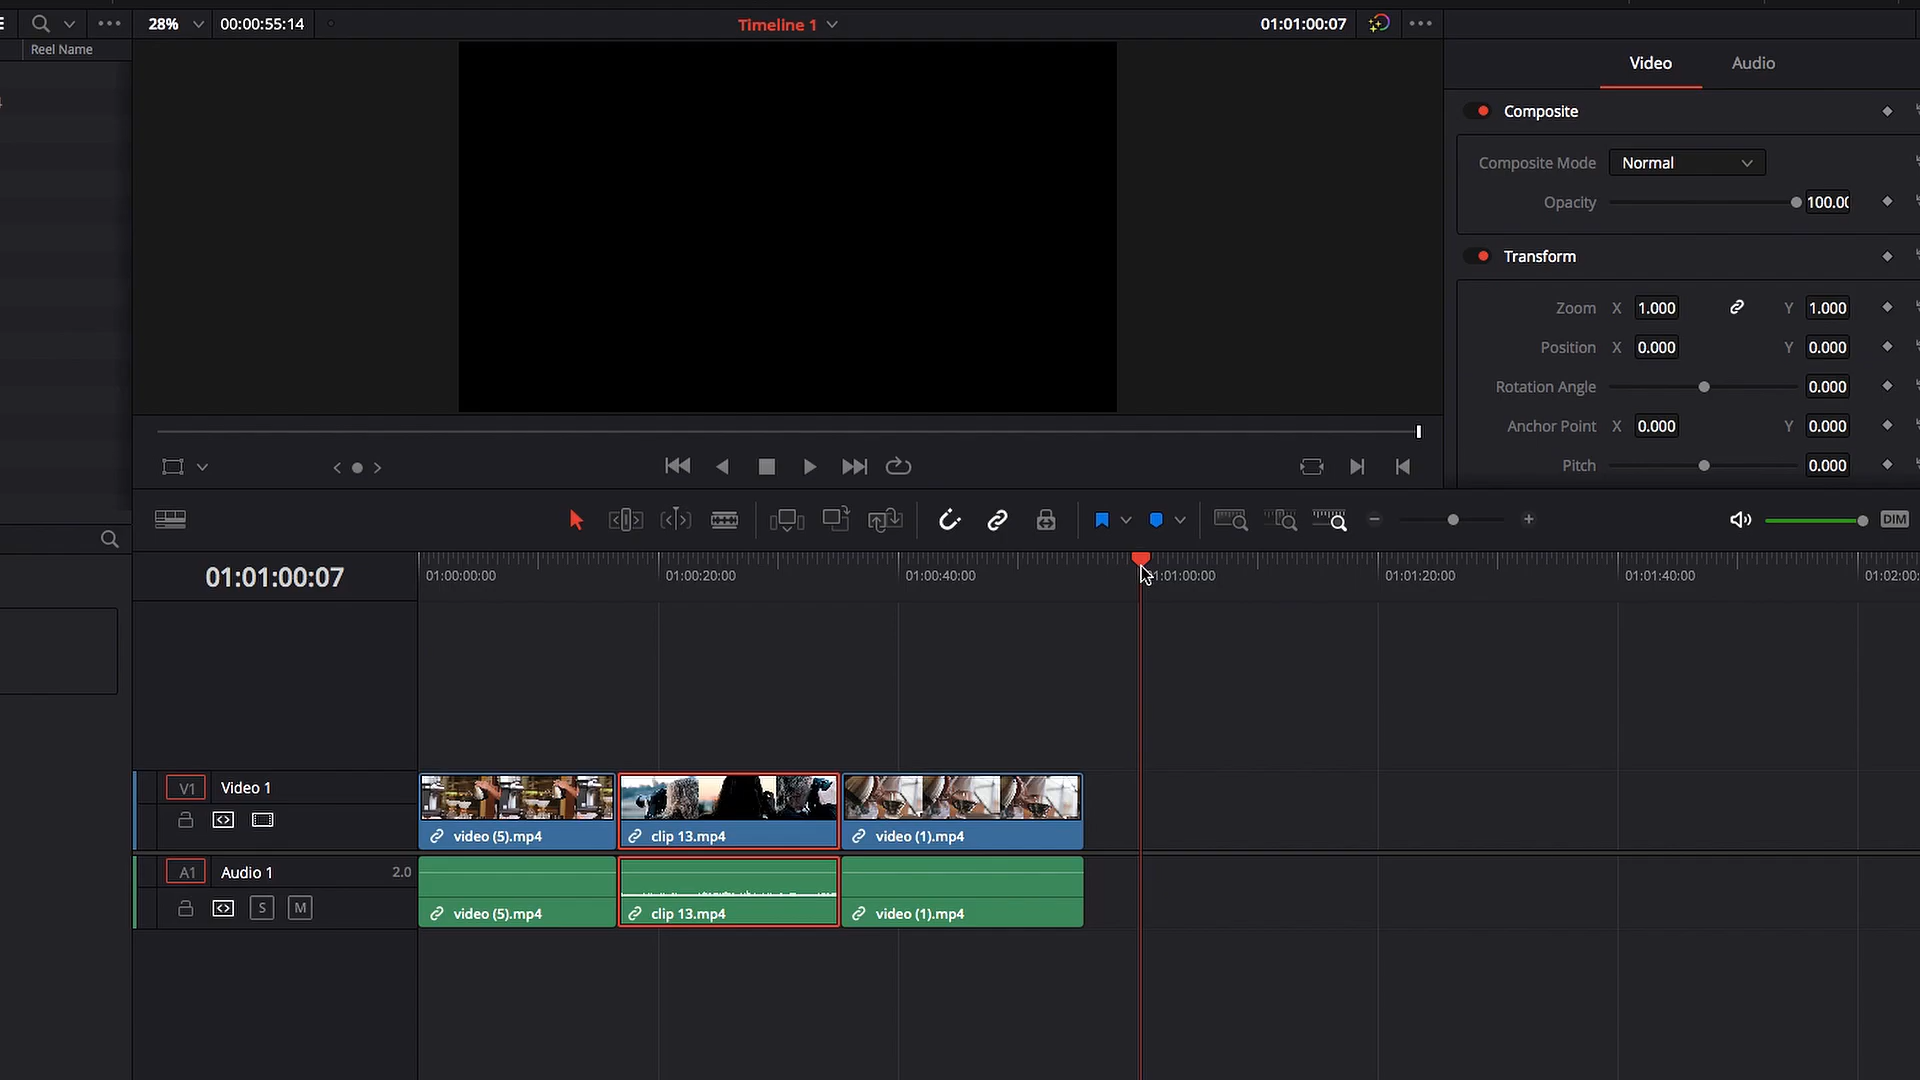 28% 00:00:55:14 Timeline 1 01:01:00:07
Reel Name
Video Audio
Composite
Composite Mode Normal
Opacity 100.00
Transform
Zoom X 1.000 Y 1.000
Position X 0.000 Y 0.000
Rotation Angle 0.000
Anchor Point X 0.000 Y 0.000
Pitch 0.000
DIM
01:01:00:07
01:00:00:00 01:00:20:00 01:00:40:00 01:01:00:00 01:01:20:00 01:01:40:00 01:02:00:
V1 Video 1
video (5).mp4 clip 13.mp4 video (1).mp4
A1 Audio 1 2.0
S M
video (5).mp4 clip 13.mp4 video (1).mp4